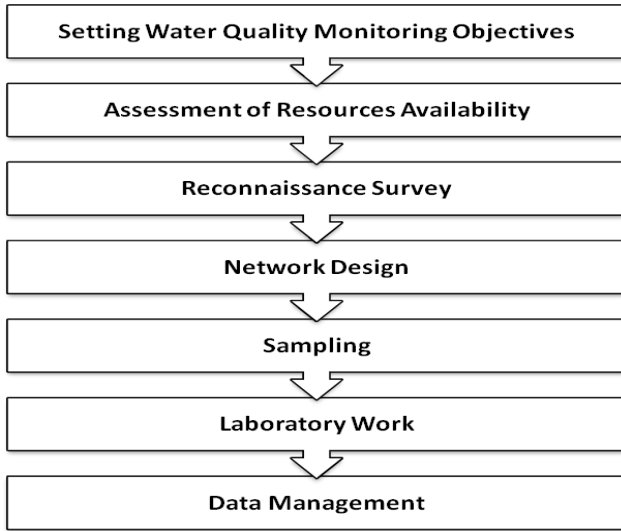 Setting Water Quality Monitoring Objectives
Assessment of Resources Availability
Reconnaissance Survey
Network Design
Sampling
Laboratory Work
Data Management